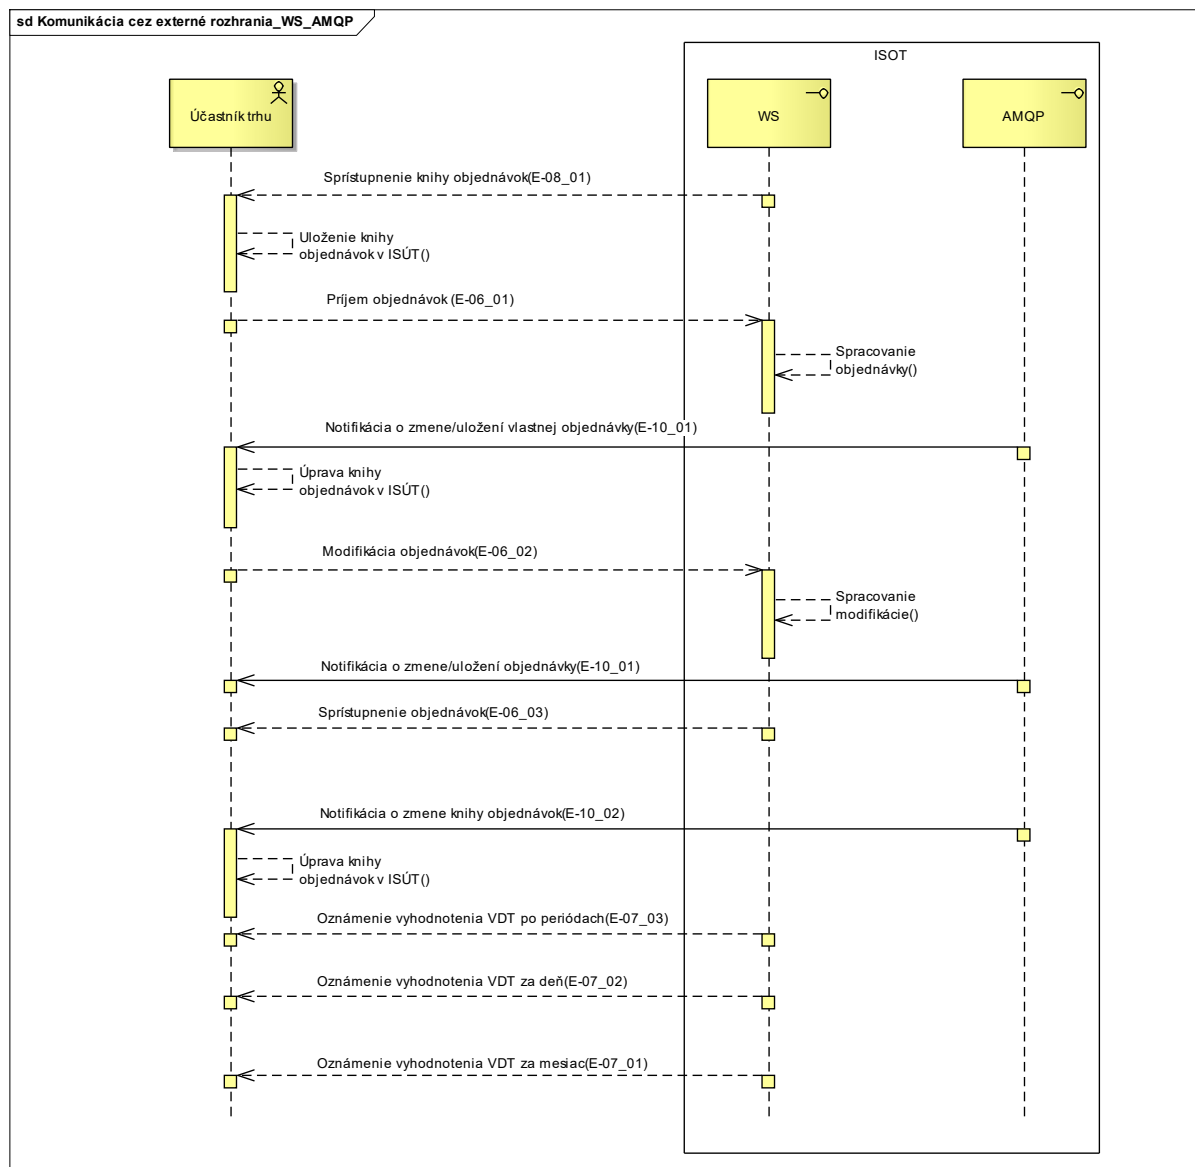 sd Komunikácia cez externé rozhrania_WS_AMQP
ISOT
Účastník trhu
WS
AMQP
Sprístupnenie knihy objednávok(E-08_01)
Uloženie knihy
objednávok v ISÚT()
Príjem objednávok (E-06_01)
Spracovanie
objednávky()
Notifikácia o zmene/uložení vlastnej objednávky(E-10_01)
Úprava knihy
objednávok v ISÚT()
Modifikácia objednávok(E-06_02)
Spracovanie
modifikácie()
Notifikácia o zmene/uložení objednávky(E-10_01)
Sprístupnenie objednávok(E-06_03)
Notifikácia o zmene knihy objednávok(E-10_02)
Úprava knihy
objednávok v ISÚT()
Oznámenie vyhodnotenia VDT po periódach(E-07_03)
Oznámenie vyhodnotenia VDT za deň(E-07_02)
Oznámenie vyhodnotenia VDT za mesiac(E-07_01)